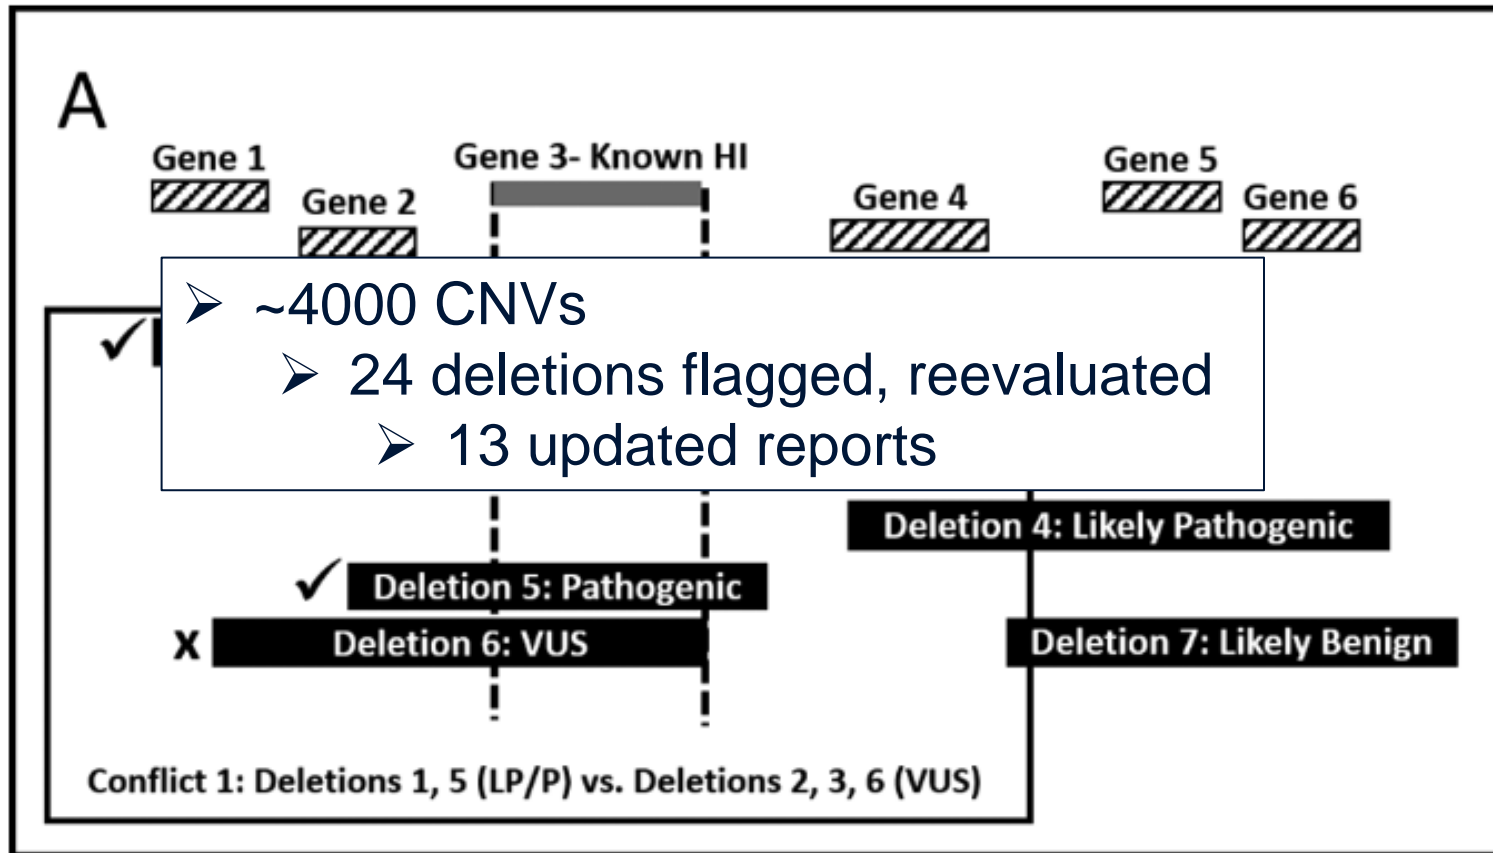 A
Gene 1
Gene 2
Gene 3- Known HI
Gene 4
Gene 5
Gene 6
➢ ~4000 CNVs
➢ 24 deletions flagged, reevaluated
➢ 13 updated reports
Deletion 4: Likely Pathogenic
✓ Deletion 5: Pathogenic
x Deletion 6: VUS
Deletion 7: Likely Benign
Conflict 1: Deletions 1, 5 (LP/P) vs. Deletions 2, 3, 6 (VUS)